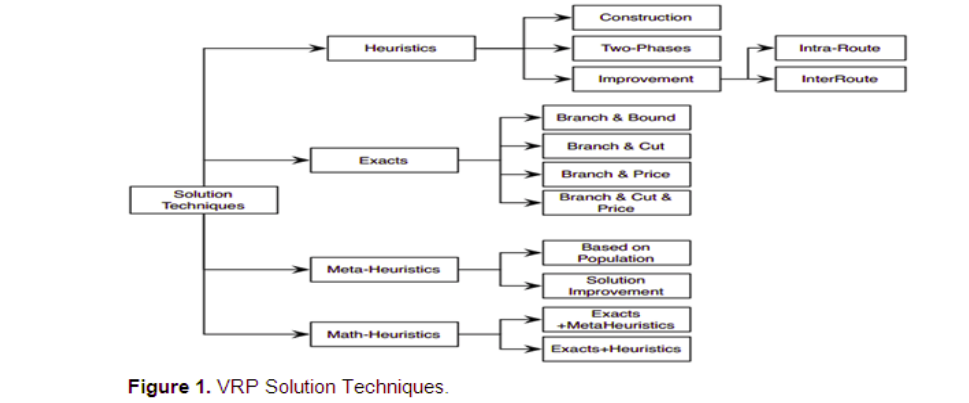 Construction
Heuristics
Two-Phases
Intra-Route
Improvement
InterRoute
Branch & Bound
Branch & Cut
Exacts
Branch & Price
Branch & Cut &
Price
Solution
Techniques
Based on
Population
Meta-Heuristics
Solution
Improvement
Exacts
+MetaHeuristics
Math-Heuristics
Exacts+Heuristics
Figure 1. VRP Solution Techniques.